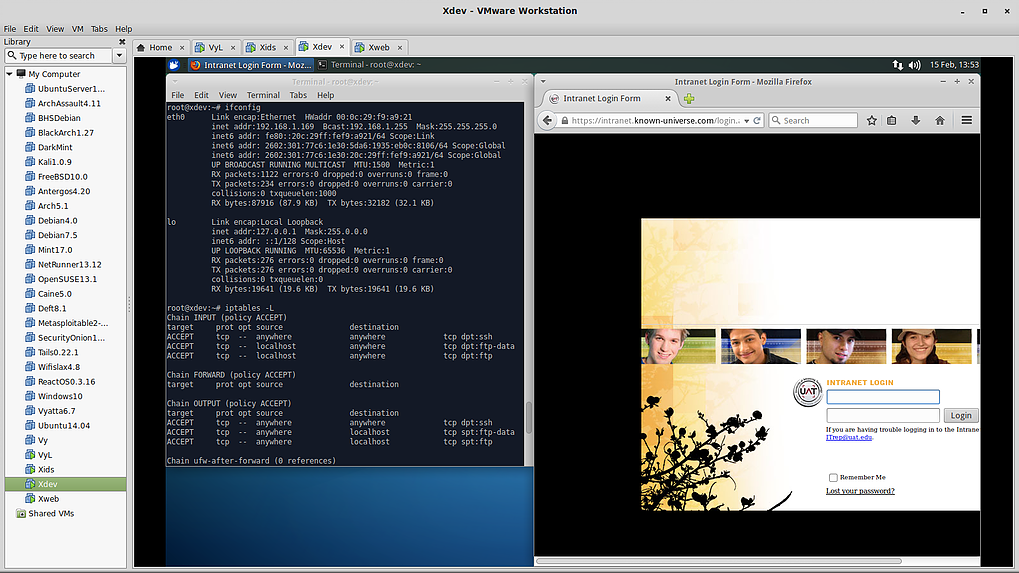 Xdev - VMware Workstation
File Edit View VM Tabs Help
Library
Type here to search
My Computer
UbuntuServer1...
ArchAssault4.11
BHSDebian
BlackArch1.27
DarkMint
Kali1.0.9
FreeBSD10.0
Antergos4.20
Arch5.1
Debian4.0
Debian7.5
Mint17.0
NetRunner13.12
OpenSUSE13.1
Caine5.0
Deft8.1
Metasploitable2-...
SecurityOnion1...
Tails0.22.1
Wifislax4.8
ReactOS0.3.16
Windows10
Vyatta6.7
Ubuntu14.04
Vy
VyL
Xids
Xdev
Xweb
Shared VMs
Home VyL Xids Xdev Xweb
Intranet Login Form - Moz... Terminal - root@xdev: ~ 15 Feb, 13:53
Terminal - root@xdev: ~
File Edit View Terminal Tabs Help
root@xdev:~# ifconfig
eth0 Link encap:Ethernet HWaddr 00:0c:29:f9:a9:21
inet addr:192.168.1.169 Bcast:192.168.1.255 Mask:255.255.255.0
inet6 addr: fe80::20c:29ff:fef9:a921/64 Scope:Link
inet6 addr: 2602:301:77c6:1e30:5da6:1935:eb0c:8106/64 Scope:Global
inet6 addr: 2602:301:77c6:1e30:20c:29ff:fef9:a921/64 Scope:Global
UP BROADCAST RUNNING MULTICAST MTU:1500 Metric:1
RX packets:1122 errors:0 dropped:0 overruns:0 frame:0
TX packets:234 errors:0 dropped:0 overruns:0 carrier:0
collisions:0 txqueuelen:1000
RX bytes:87916 (87.9 KB) TX bytes:32182 (32.1 KB)
lo Link encap:Local Loopback
inet addr:127.0.0.1 Mask:255.0.0.0
inet6 addr: ::1/128 Scope:Host
UP LOOPBACK RUNNING MTU:65536 Metric:1
RX packets:276 errors:0 dropped:0 overruns:0 frame:0
TX packets:276 errors:0 dropped:0 overruns:0 carrier:0
collisions:0 txqueuelen:0
RX bytes:19641 (19.6 KB) TX bytes:19641 (19.6 KB)
root@xdev:~# iptables -L
Chain INPUT (policy ACCEPT)
target prot opt source destination
ACCEPT tcp -- anywhere anywhere tcp dpt:ssh
ACCEPT tcp -- localhost anywhere tcp dpt:ftp-data
ACCEPT tcp -- localhost anywhere tcp dpt:ftp
Chain FORWARD (policy ACCEPT)
target prot opt source destination
Chain OUTPUT (policy ACCEPT)
target prot opt source destination
ACCEPT tcp -- anywhere anywhere tcp dpt:ssh
ACCEPT tcp -- anywhere localhost tcp spt:ftp-data
ACCEPT tcp -- anywhere localhost tcp spt:ftp
Chain ufw-after-forward (0 references)
Intranet Login Form - Mozilla Firefox
Intranet Login Form
https://intranet.known-universe.com/login.. Search
UAT
INTRANET LOGIN
Login
If you are having trouble logging in to the Intrane
ITrep@uat.edu.
Remember Me
Lost your password?